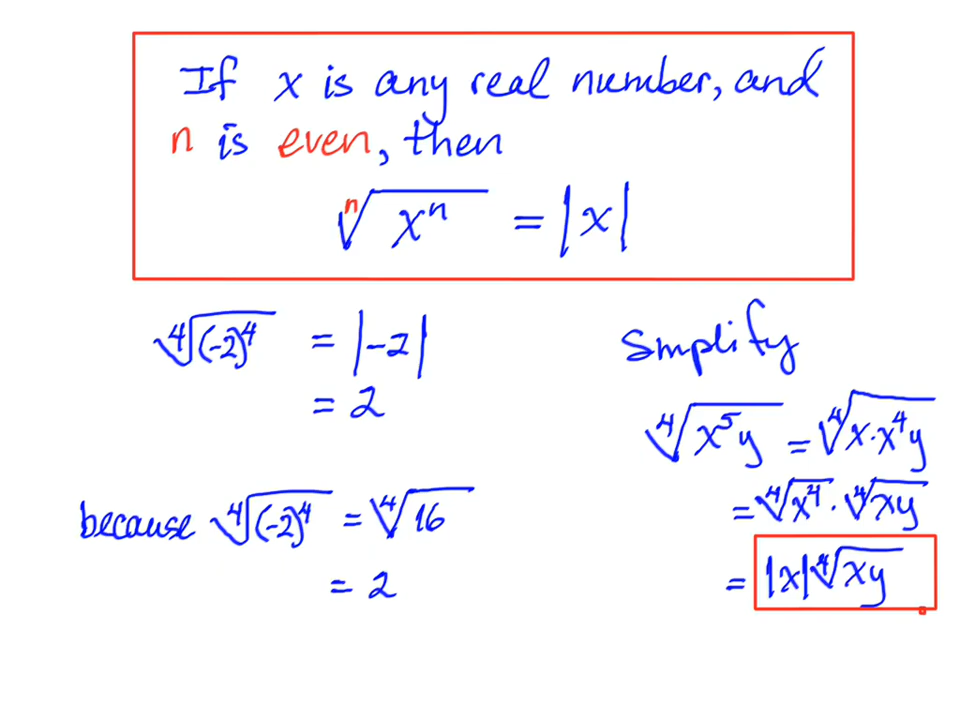 If x is any real number, and
n is even, then
ⁿ√(xⁿ) = |x|
⁴√((-2)⁴) = |-2|
= 2
because ⁴√((-2)⁴) = ⁴√16
= 2
Smplify
⁴√(x⁵y) = ⁴√(x·x⁴y)
= ⁴√(x⁴) · ⁴√(xy)
= |x| ⁴√(xy)